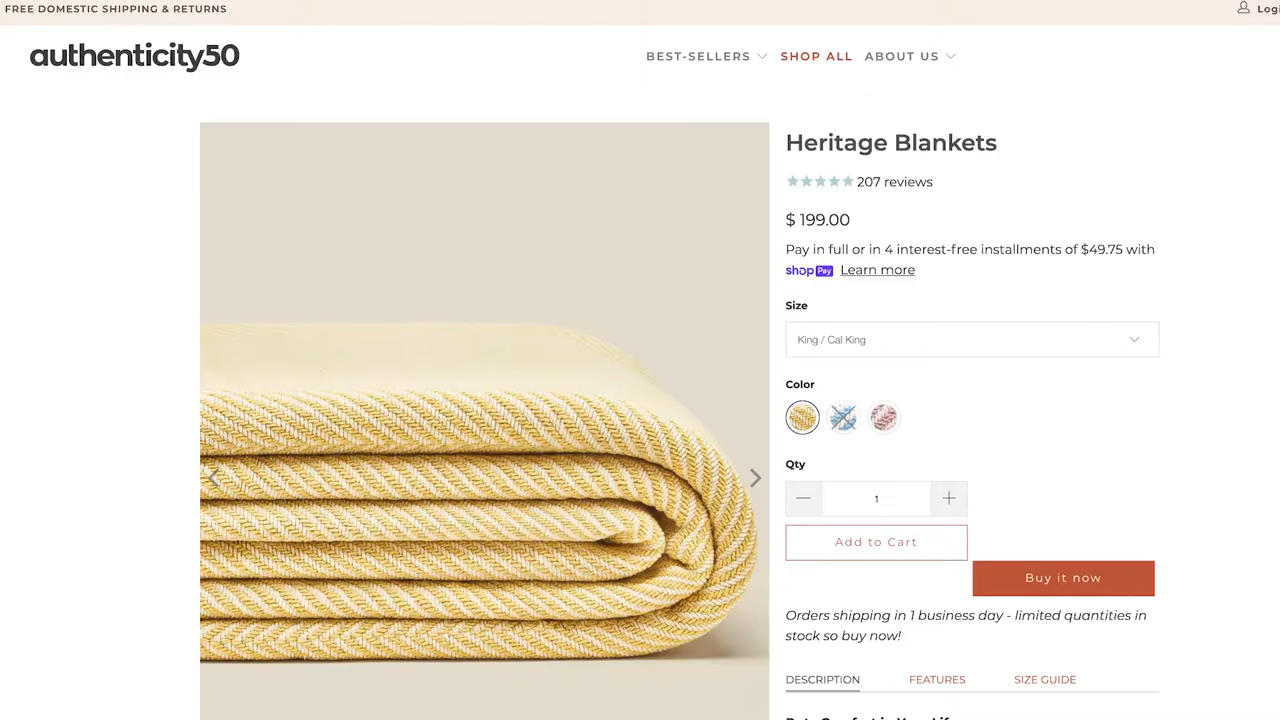 FREE DOMESTIC SHIPPING & RETURNS
authenticity50
BEST-SELLERS SHOP ALL ABOUT US
Heritage Blankets
207 reviews
$ 199.00
Pay in full or in 4 interest-free installments of $49.75 with
shop Pay Learn more
Size
King / Cal King
Color
Qty
1
Add to Cart
Buy it now
Orders shipping in 1 business day - limited quantities in
stock so buy now!
DESCRIPTION FEATURES SIZE GUIDE